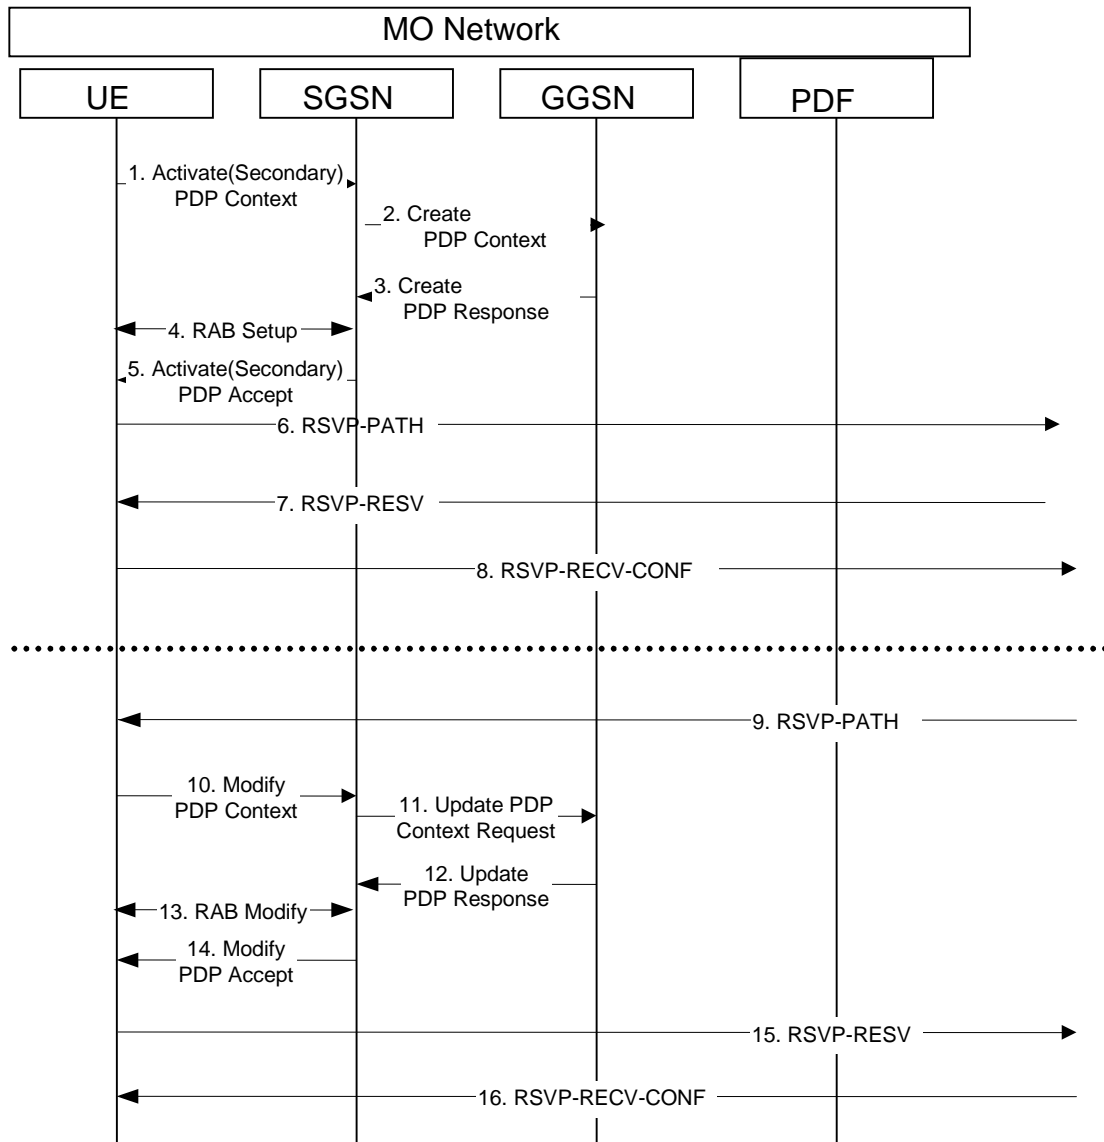 MO Network
UE
SGSN
GGSN
PDF
1. Activate(Secondary)
PDP Context
2. Create
PDP Context
3. Create
PDP Response
4. RAB Setup
5. Activate(Secondary)
PDP Accept
6. RSVP-PATH
7. RSVP-RESV
8. RSVP-RECV-CONF
9. RSVP-PATH
10. Modify
PDP Context
11. Update PDP
Context Request
12. Update
PDP Response
13. RAB Modify
14. Modify
PDP Accept
15. RSVP-RESV
16. RSVP-RECV-CONF